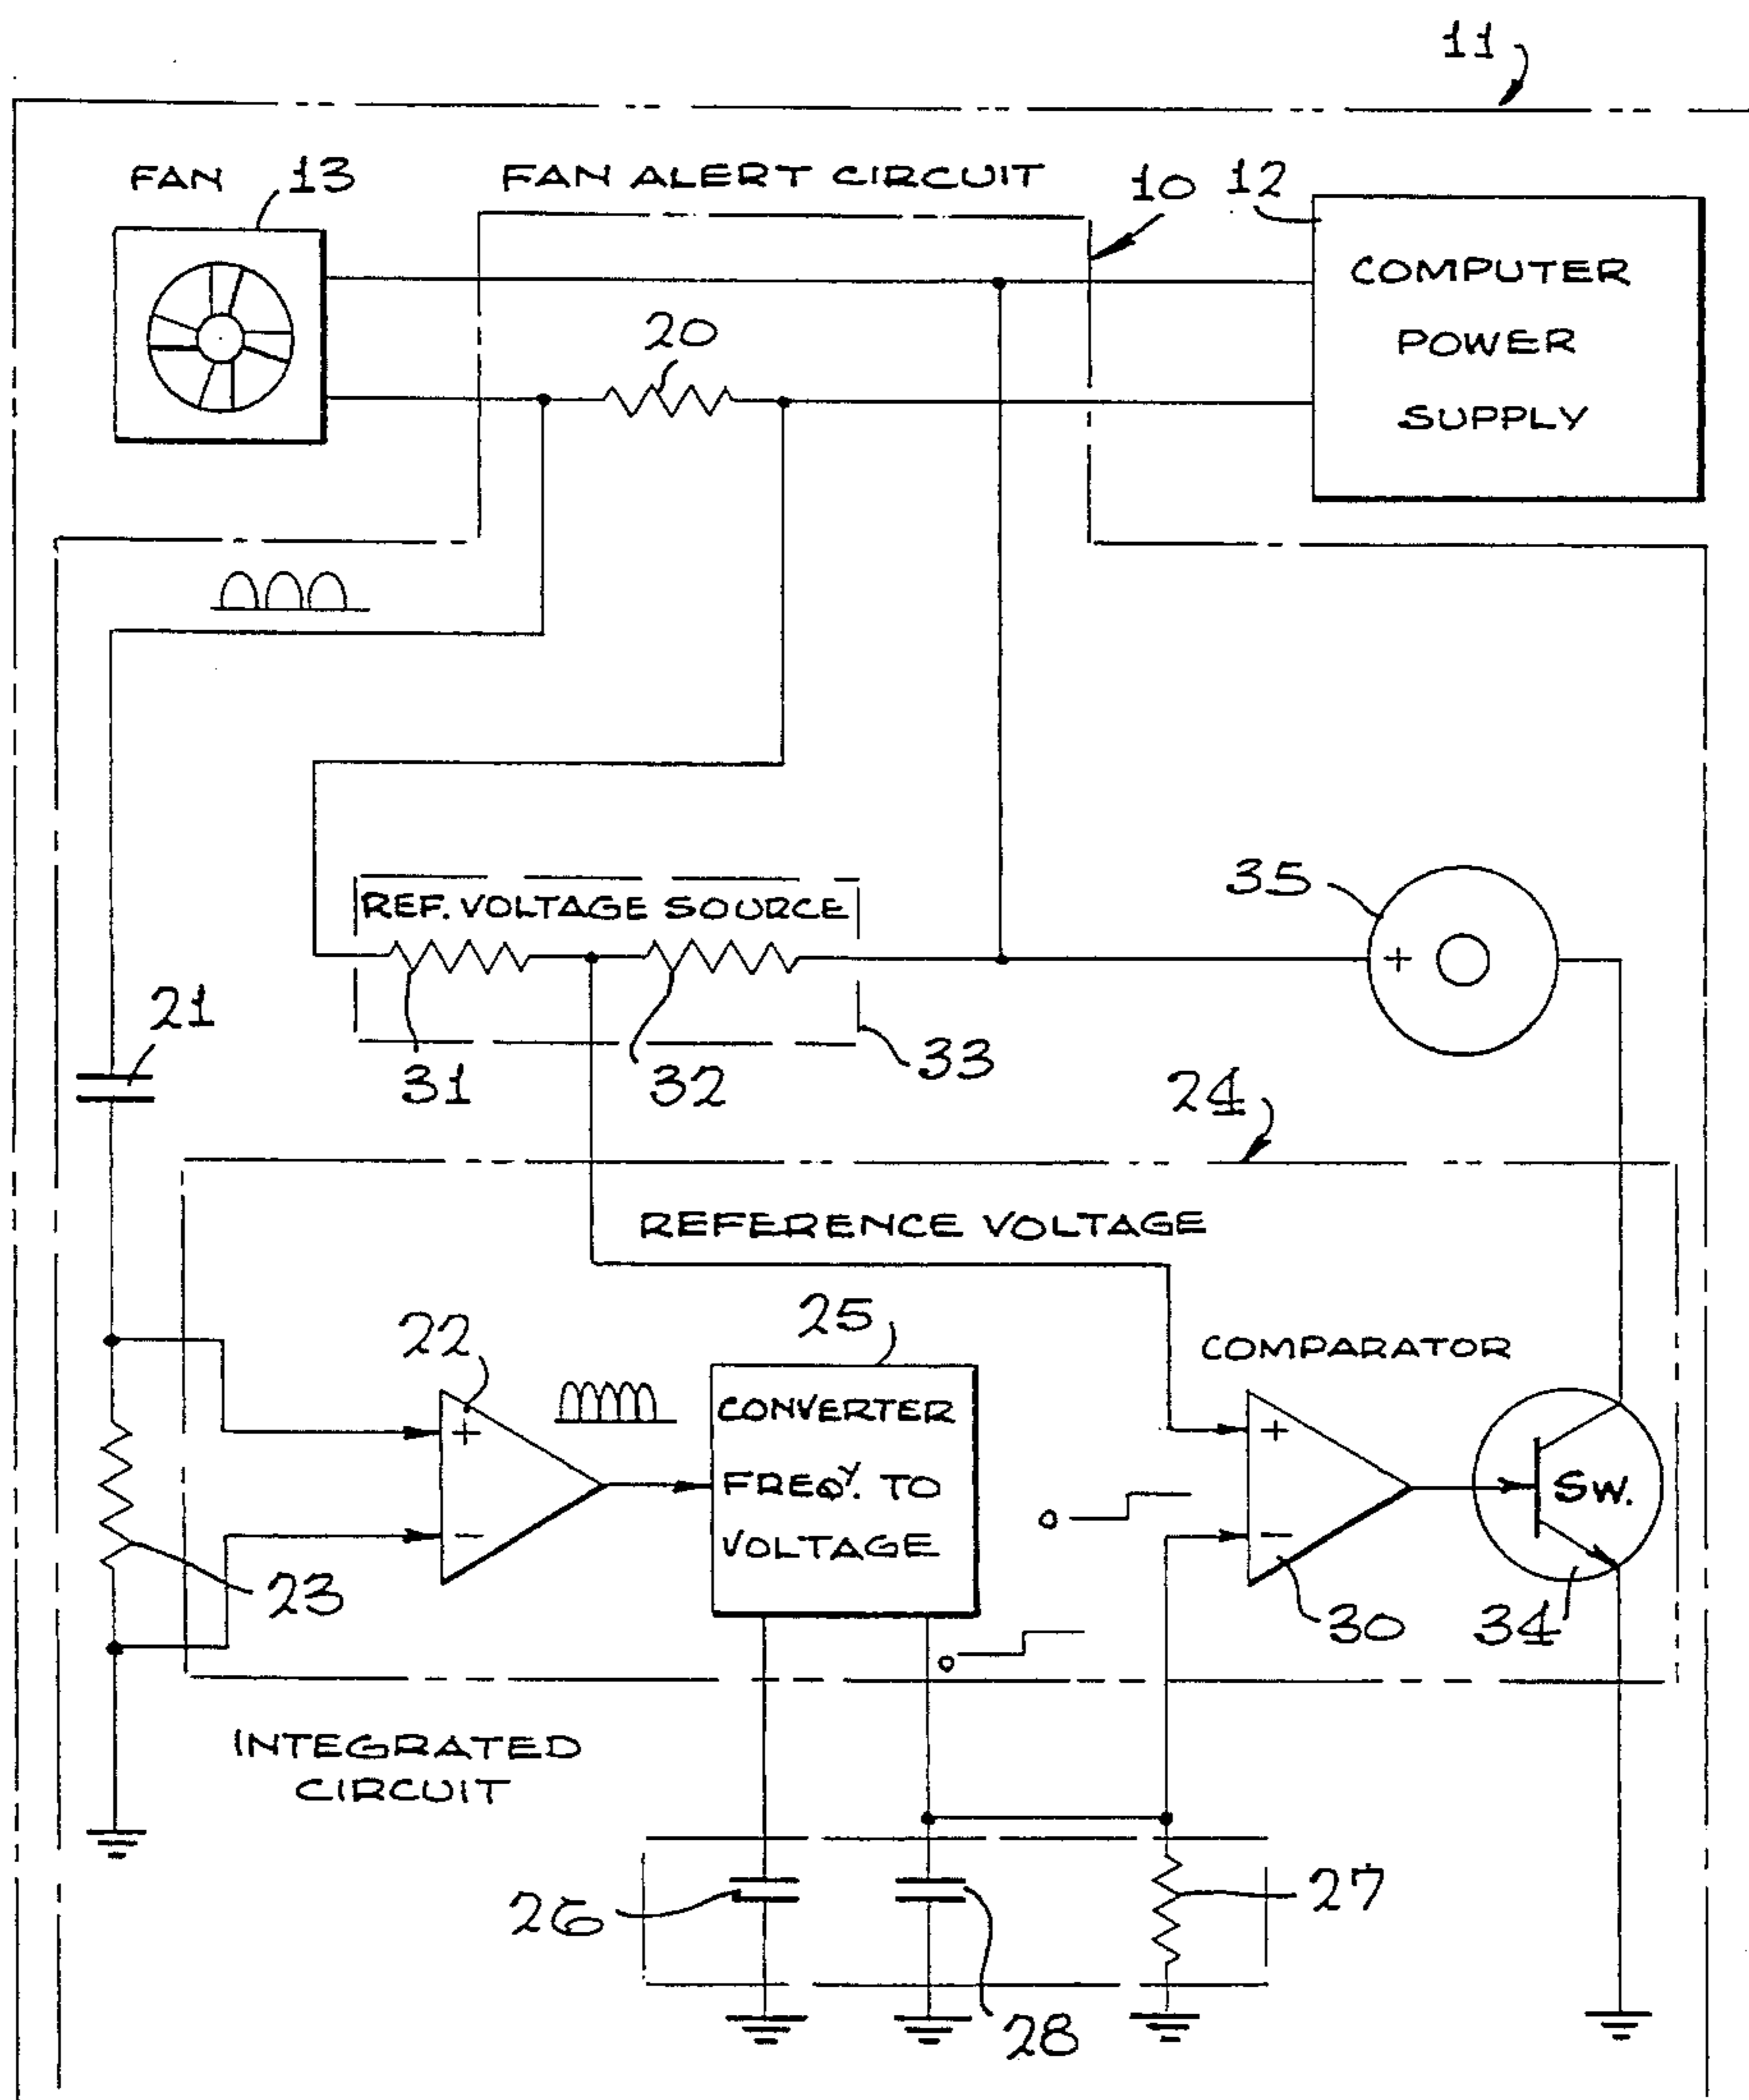 11
FAN 13 FAN ALERT CIRCUIT 10 12
COMPUTER
POWER
SUPPLY
20
35
REF. VOLTAGE SOURCE
+
21
31 32 33
24
REFERENCE VOLTAGE
22 25 COMPARATOR
+ CONVERTER +
FREQY. TO SW.
− VOLTAGE −
23 30 34
INTEGRATED
CIRCUIT
26 27
28